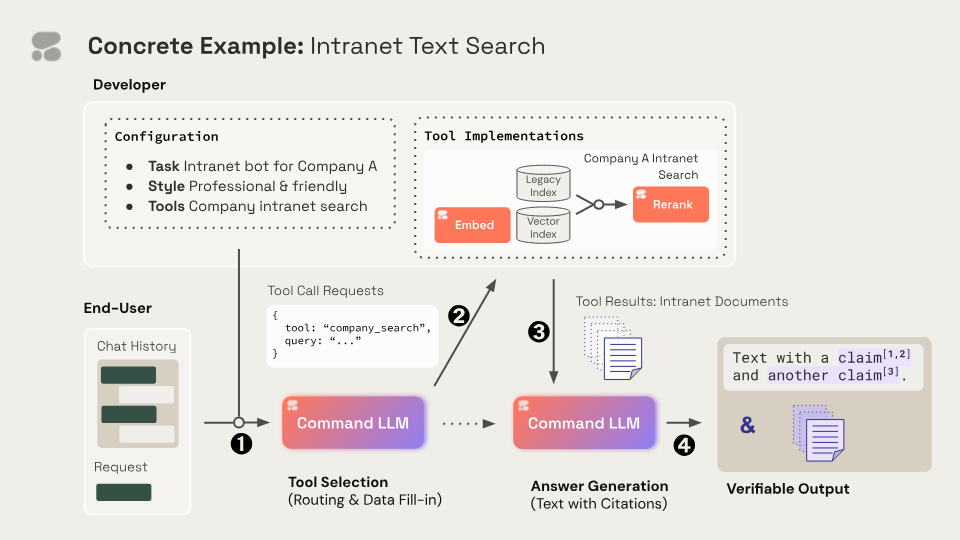 Concrete Example: Intranet Text Search
Developer
Configuration
● Task Intranet bot for Company A
● Style Professional & friendly
● Tools Company intranet search
Tool Implementations
Company A Intranet
Search
Legacy
Index
Vector
Index
Embed
Rerank
End-User
Chat History
Request
1
Tool Call Requests
{
tool: “company_search”,
query: “...”
}
2
Command LLM
Tool Selection
(Routing & Data Fill-in)
3
Tool Results: Intranet Documents
Command LLM
Answer Generation
(Text with Citations)
4
Text with a claim[1,2]
and another claim[3].
&
Verifiable Output